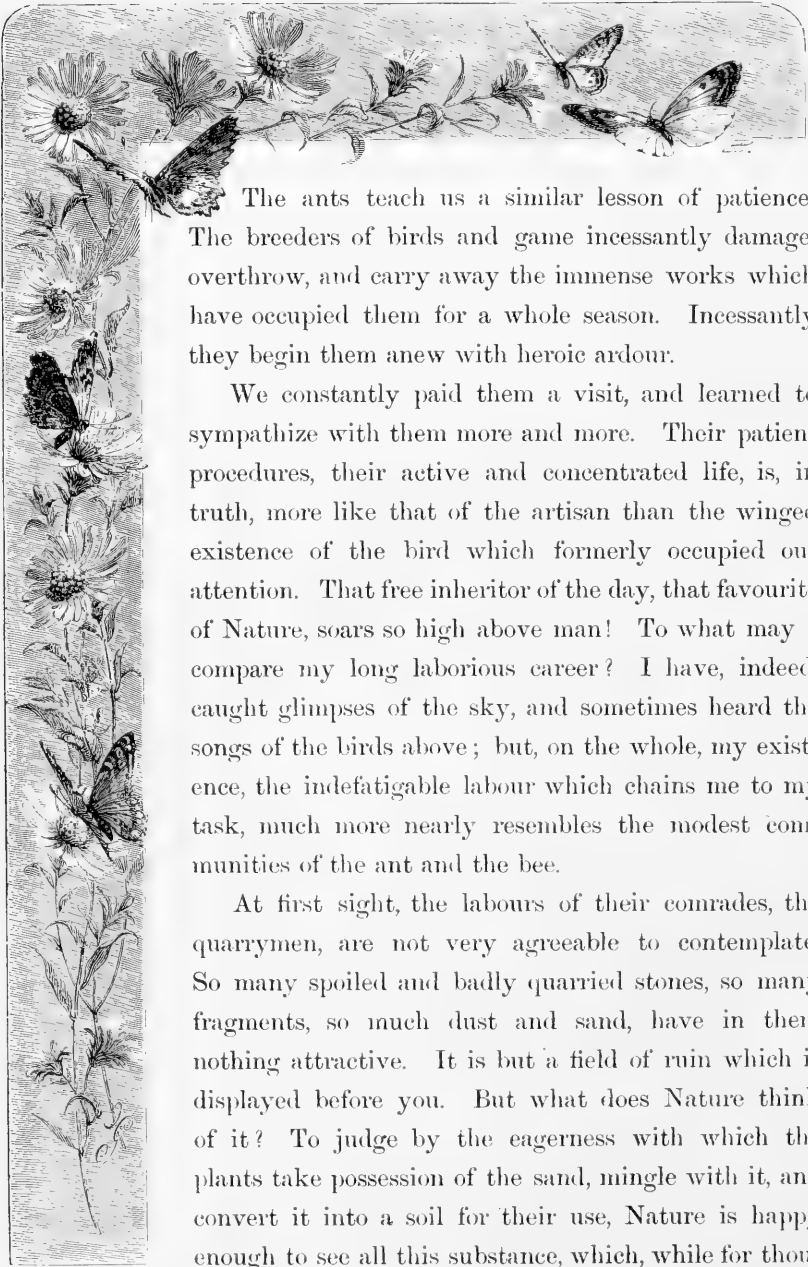 The ants teach us a similar lesson of patience
The breeders of birds and game incessantly damage
overthrow, and carry away the immense works which
have occupied them for a whole season. Incessantly
they begin them anew with heroic ardour.
We constantly paid them a visit, and learned to
sympathize with them more and more. Their patien
procedures, their active and concentrated life, is, in
truth, more like that of the artisan than the winged
existence of the bird which formerly occupied ou
attention. That free inheritor of the day, that favourit
of Nature, soars so high above man! To what may
compare my long laborious career? I have, indeed
caught glimpses of the sky, and sometimes heard th
songs of the birds above; but, on the whole, my exist
ence, the indefatigable labour which chains me to my
task, much more nearly resembles the modest com
munities of the ant and the bee.
At first sight, the labours of their comrades, th
quarrymen, are not very agreeable to contemplate
So many spoiled and badly quarried stones, so many
fragments, so much dust and sand, have in them
nothing attractive. It is but a field of ruin which i
displayed before you. But what does Nature thin
of it? To judge by the eagerness with which th
plants take possession of the sand, mingle with it, an
convert it into a soil for their use, Nature is happy
enough to see all this substance, which, while for thou